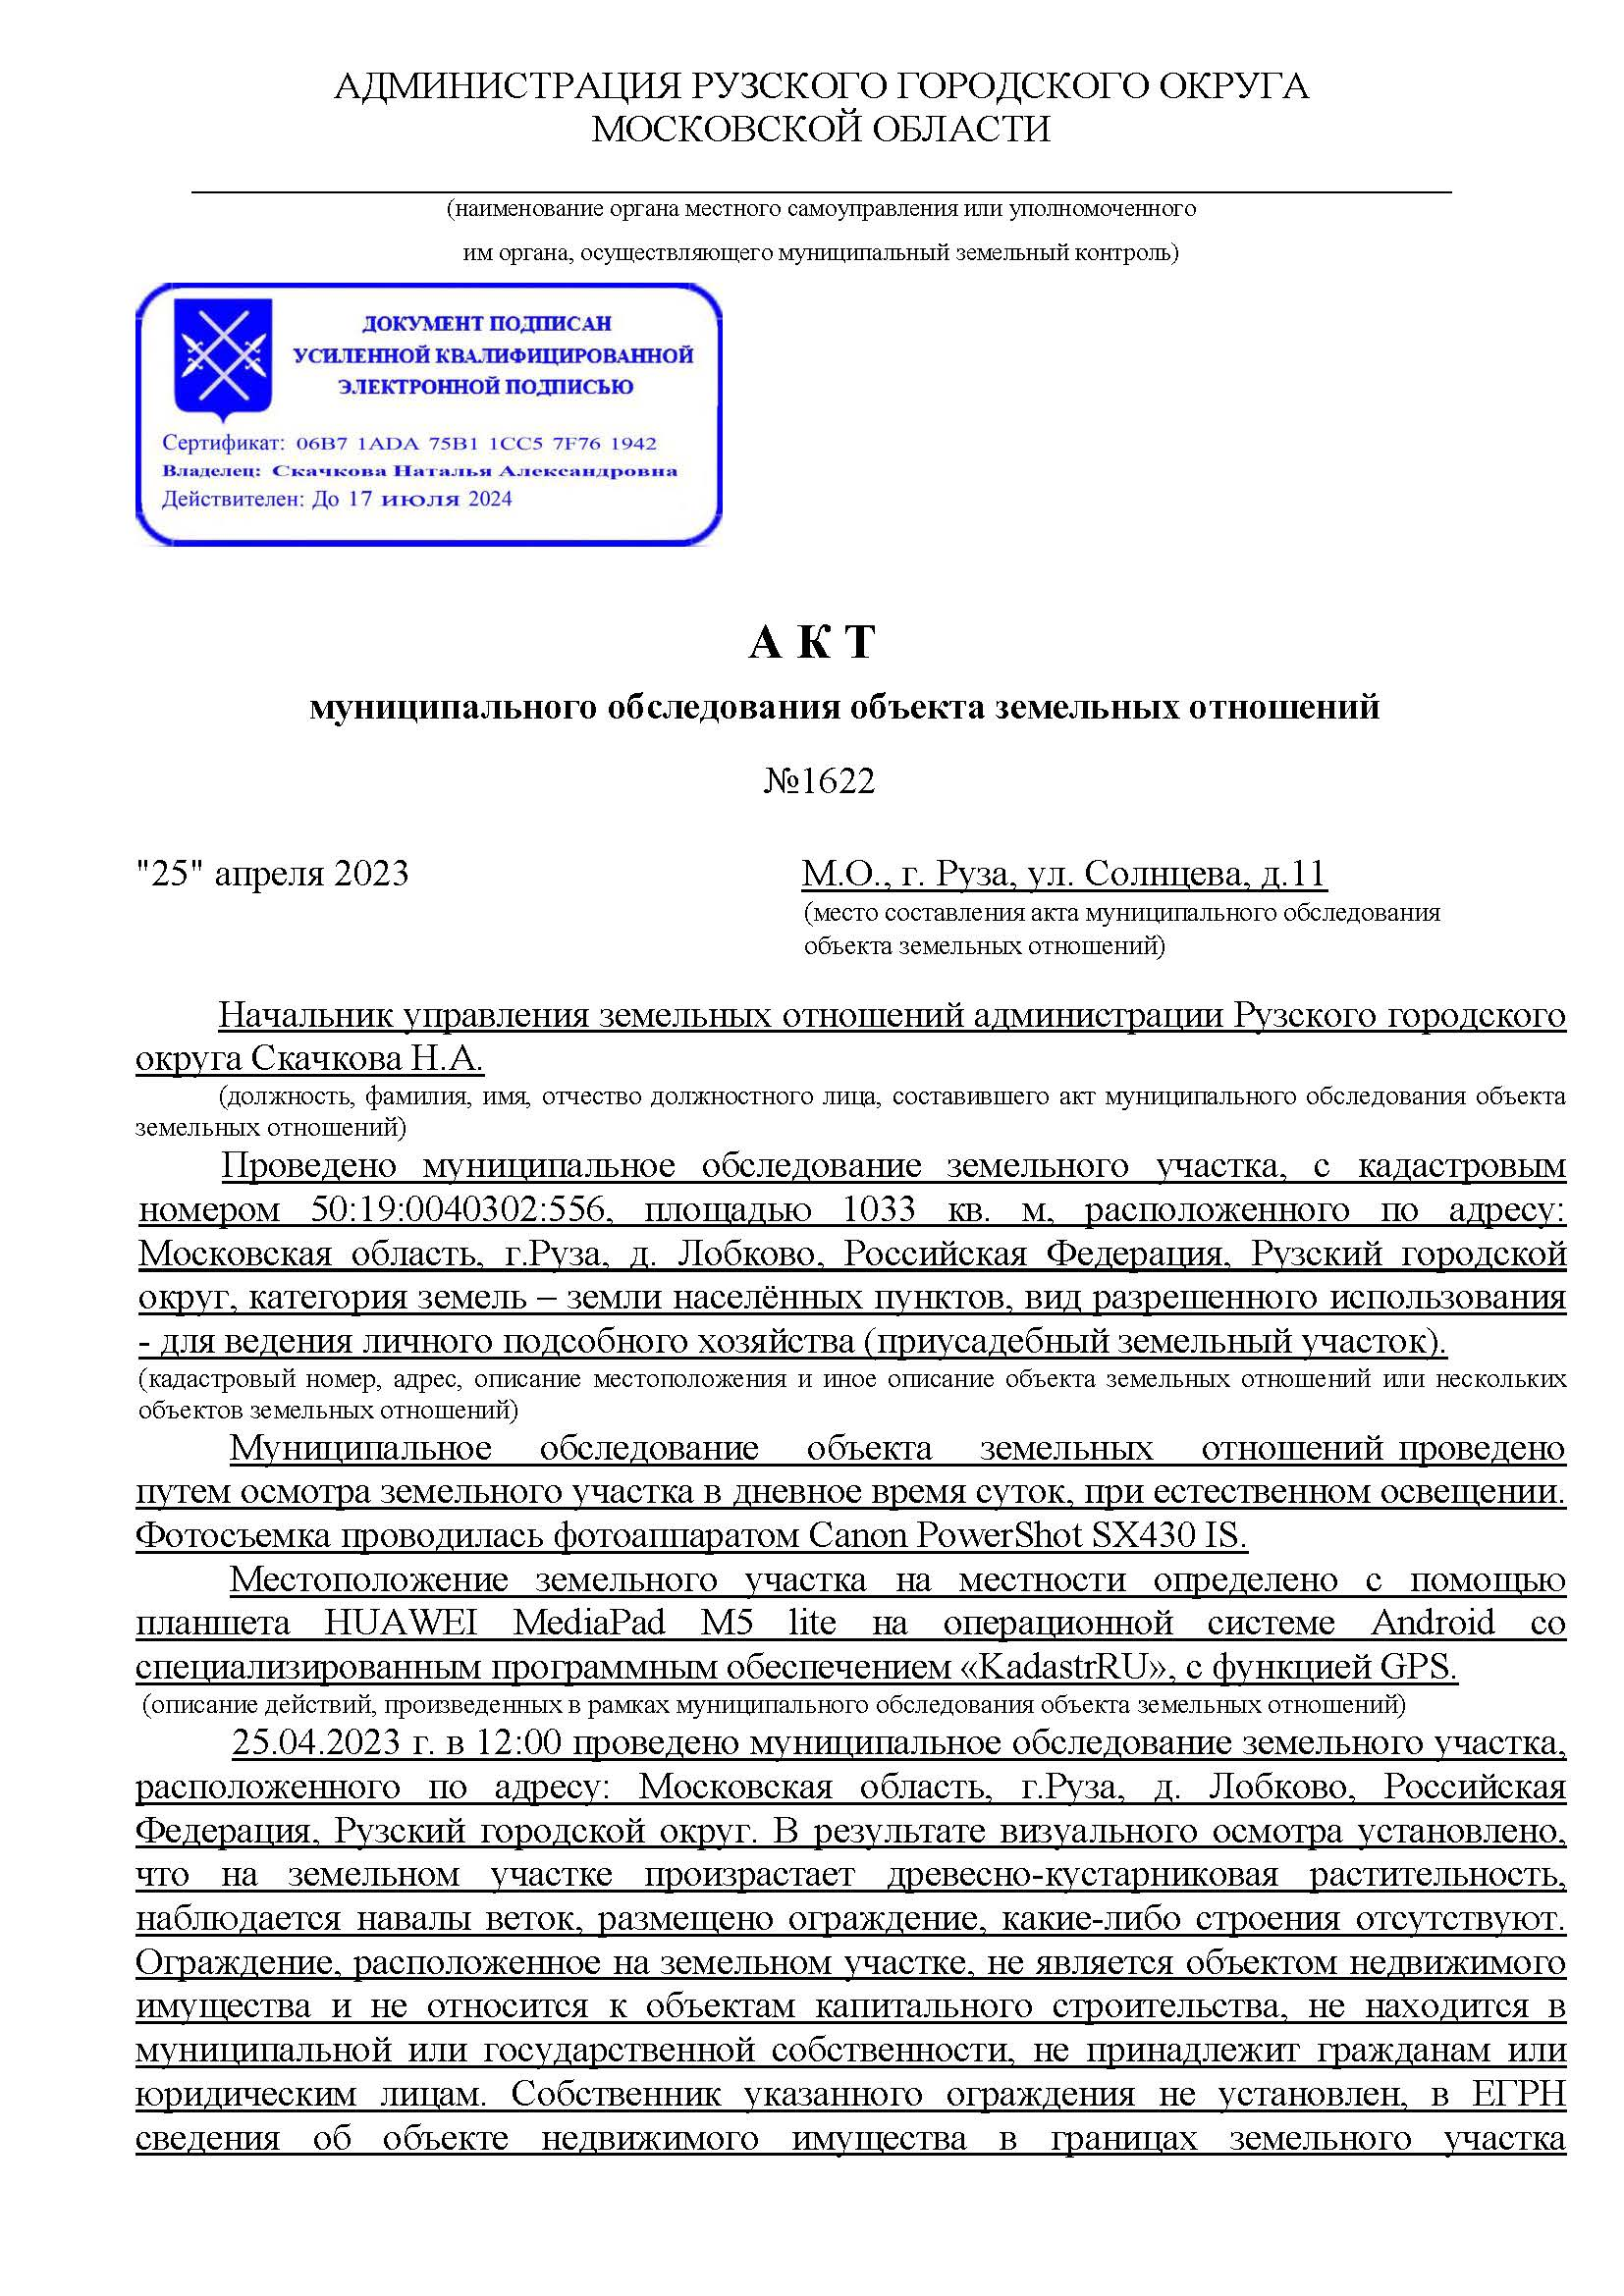 АДМИНИСТРАЦИЯ РУЗСКОГО ГОРОДСКОГО ОКРУГА
МОСКОВСКОЙ ОБЛАСТИ
(наименование органа местного самоуправления или уполномоченного
им органа, осуществляющего муниципальный земельный контроль)
ДОКУМЕНТ ПОДПИСАН
УСИЛЕННОЙ КВАЛИФИЦИРОВАННОЙ
ЭЛЕКТРОННОЙ ПОДПИСЬЮ
Сертификат: 06B7 1ADA 75B1 1CC5 7F76 1942
Владелец: Скачкова Наталья Александровна
Действителен: До 17 июля 2024
А К Т
муниципального обследования объекта земельных отношений
№1622
"25" апреля 2023 М.О., г. Руза, ул. Солнцева, д.11
(место составления акта муниципального обследования
объекта земельных отношений)
Начальник управления земельных отношений администрации Рузского городского
округа Скачкова Н.А.
(должность, фамилия, имя, отчество должностного лица, составившего акт муниципального обследования объекта
земельных отношений)
Проведено муниципальное обследование земельного участка, с кадастровым
номером 50:19:0040302:556, площадью 1033 кв. м, расположенного по адресу:
Московская область, г.Руза, д. Лобково, Российская Федерация, Рузский городской
округ, категория земель – земли населённых пунктов, вид разрешенного использования
- для ведения личного подсобного хозяйства (приусадебный земельный участок).
(кадастровый номер, адрес, описание местоположения и иное описание объекта земельных отношений или нескольких
объектов земельных отношений)
Муниципальное обследование объекта земельных отношений проведено
путем осмотра земельного участка в дневное время суток, при естественном освещении.
Фотосъемка проводилась фотоаппаратом Canon PowerShot SX430 IS.
Местоположение земельного участка на местности определено с помощью
планшета HUAWEI MediaPad M5 lite на операционной системе Android со
специализированным программным обеспечением «KadastrRU», с функцией GPS.
(описание действий, произведенных в рамках муниципального обследования объекта земельных отношений)
25.04.2023 г. в 12:00 проведено муниципальное обследование земельного участка,
расположенного по адресу: Московская область, г.Руза, д. Лобково, Российская
Федерация, Рузский городской округ. В результате визуального осмотра установлено,
что на земельном участке произрастает древесно-кустарниковая растительность,
наблюдается навалы веток, размещено ограждение, какие-либо строения отсутствуют.
Ограждение, расположенное на земельном участке, не является объектом недвижимого
имущества и не относится к объектам капитального строительства, не находится в
муниципальной или государственной собственности, не принадлежит гражданам или
юридическим лицам. Собственник указанного ограждения не установлен, в ЕГРН
сведения об объекте недвижимого имущества в границах земельного участка